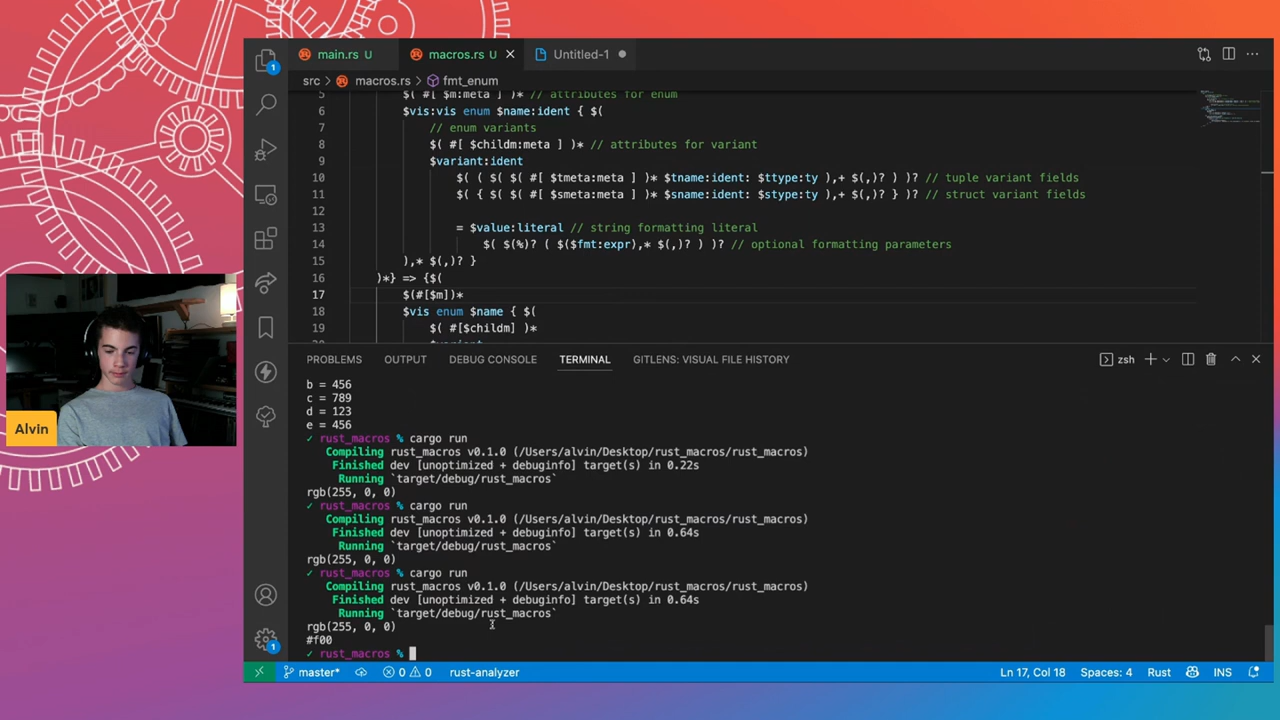 main.rs U
macros.rs U
Untitled-1
src > macros.rs > fmt_enum
5 $( #[ $m:meta ] )* // attributes for enum
6 $vis:vis enum $name:ident { $(
7 // enum variants
8 $( #[ $childm:meta ] )* // attributes for variant
9 $variant:ident
10 $( ( $( $( #[ $tmeta:meta ] )* $tname:ident: $ttype:ty ),+ $(,)? ) )? // tuple variant fields
11 $( { $( $( #[ $smeta:meta ] )* $sname:ident: $stype:ty ),+ $(,)? } )? // struct variant fields
12
13 = $value:literal // string formatting literal
14 $( $(%)? ( $($fmt:expr),* $(,)? ) )? // optional formatting parameters
15 ),* $(,)? }
16 )*} => {$(
17 $(#[$m])*
18 $vis enum $name { $(
19 $( #[$childm] )*
PROBLEMS OUTPUT DEBUG CONSOLE TERMINAL GITLENS: VISUAL FILE HISTORY
zsh
b = 456
c = 789
d = 123
e = 456
✓ rust_macros % cargo run
Compiling rust_macros v0.1.0 (/Users/alvin/Desktop/rust_macros/rust_macros)
Finished dev [unoptimized + debuginfo] target(s) in 0.22s
Running `target/debug/rust_macros`
rgb(255, 0, 0)
✓ rust_macros % cargo run
Compiling rust_macros v0.1.0 (/Users/alvin/Desktop/rust_macros/rust_macros)
Finished dev [unoptimized + debuginfo] target(s) in 0.64s
Running `target/debug/rust_macros`
rgb(255, 0, 0)
✓ rust_macros % cargo run
Compiling rust_macros v0.1.0 (/Users/alvin/Desktop/rust_macros/rust_macros)
Finished dev [unoptimized + debuginfo] target(s) in 0.64s
Running `target/debug/rust_macros`
rgb(255, 0, 0)
#f00
✓ rust_macros %
Alvin
1
1
master* 0 0 rust-analyzer Ln 17, Col 18 Spaces: 4 Rust INS